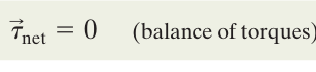 τ⃗net = 0 (balance of torques)